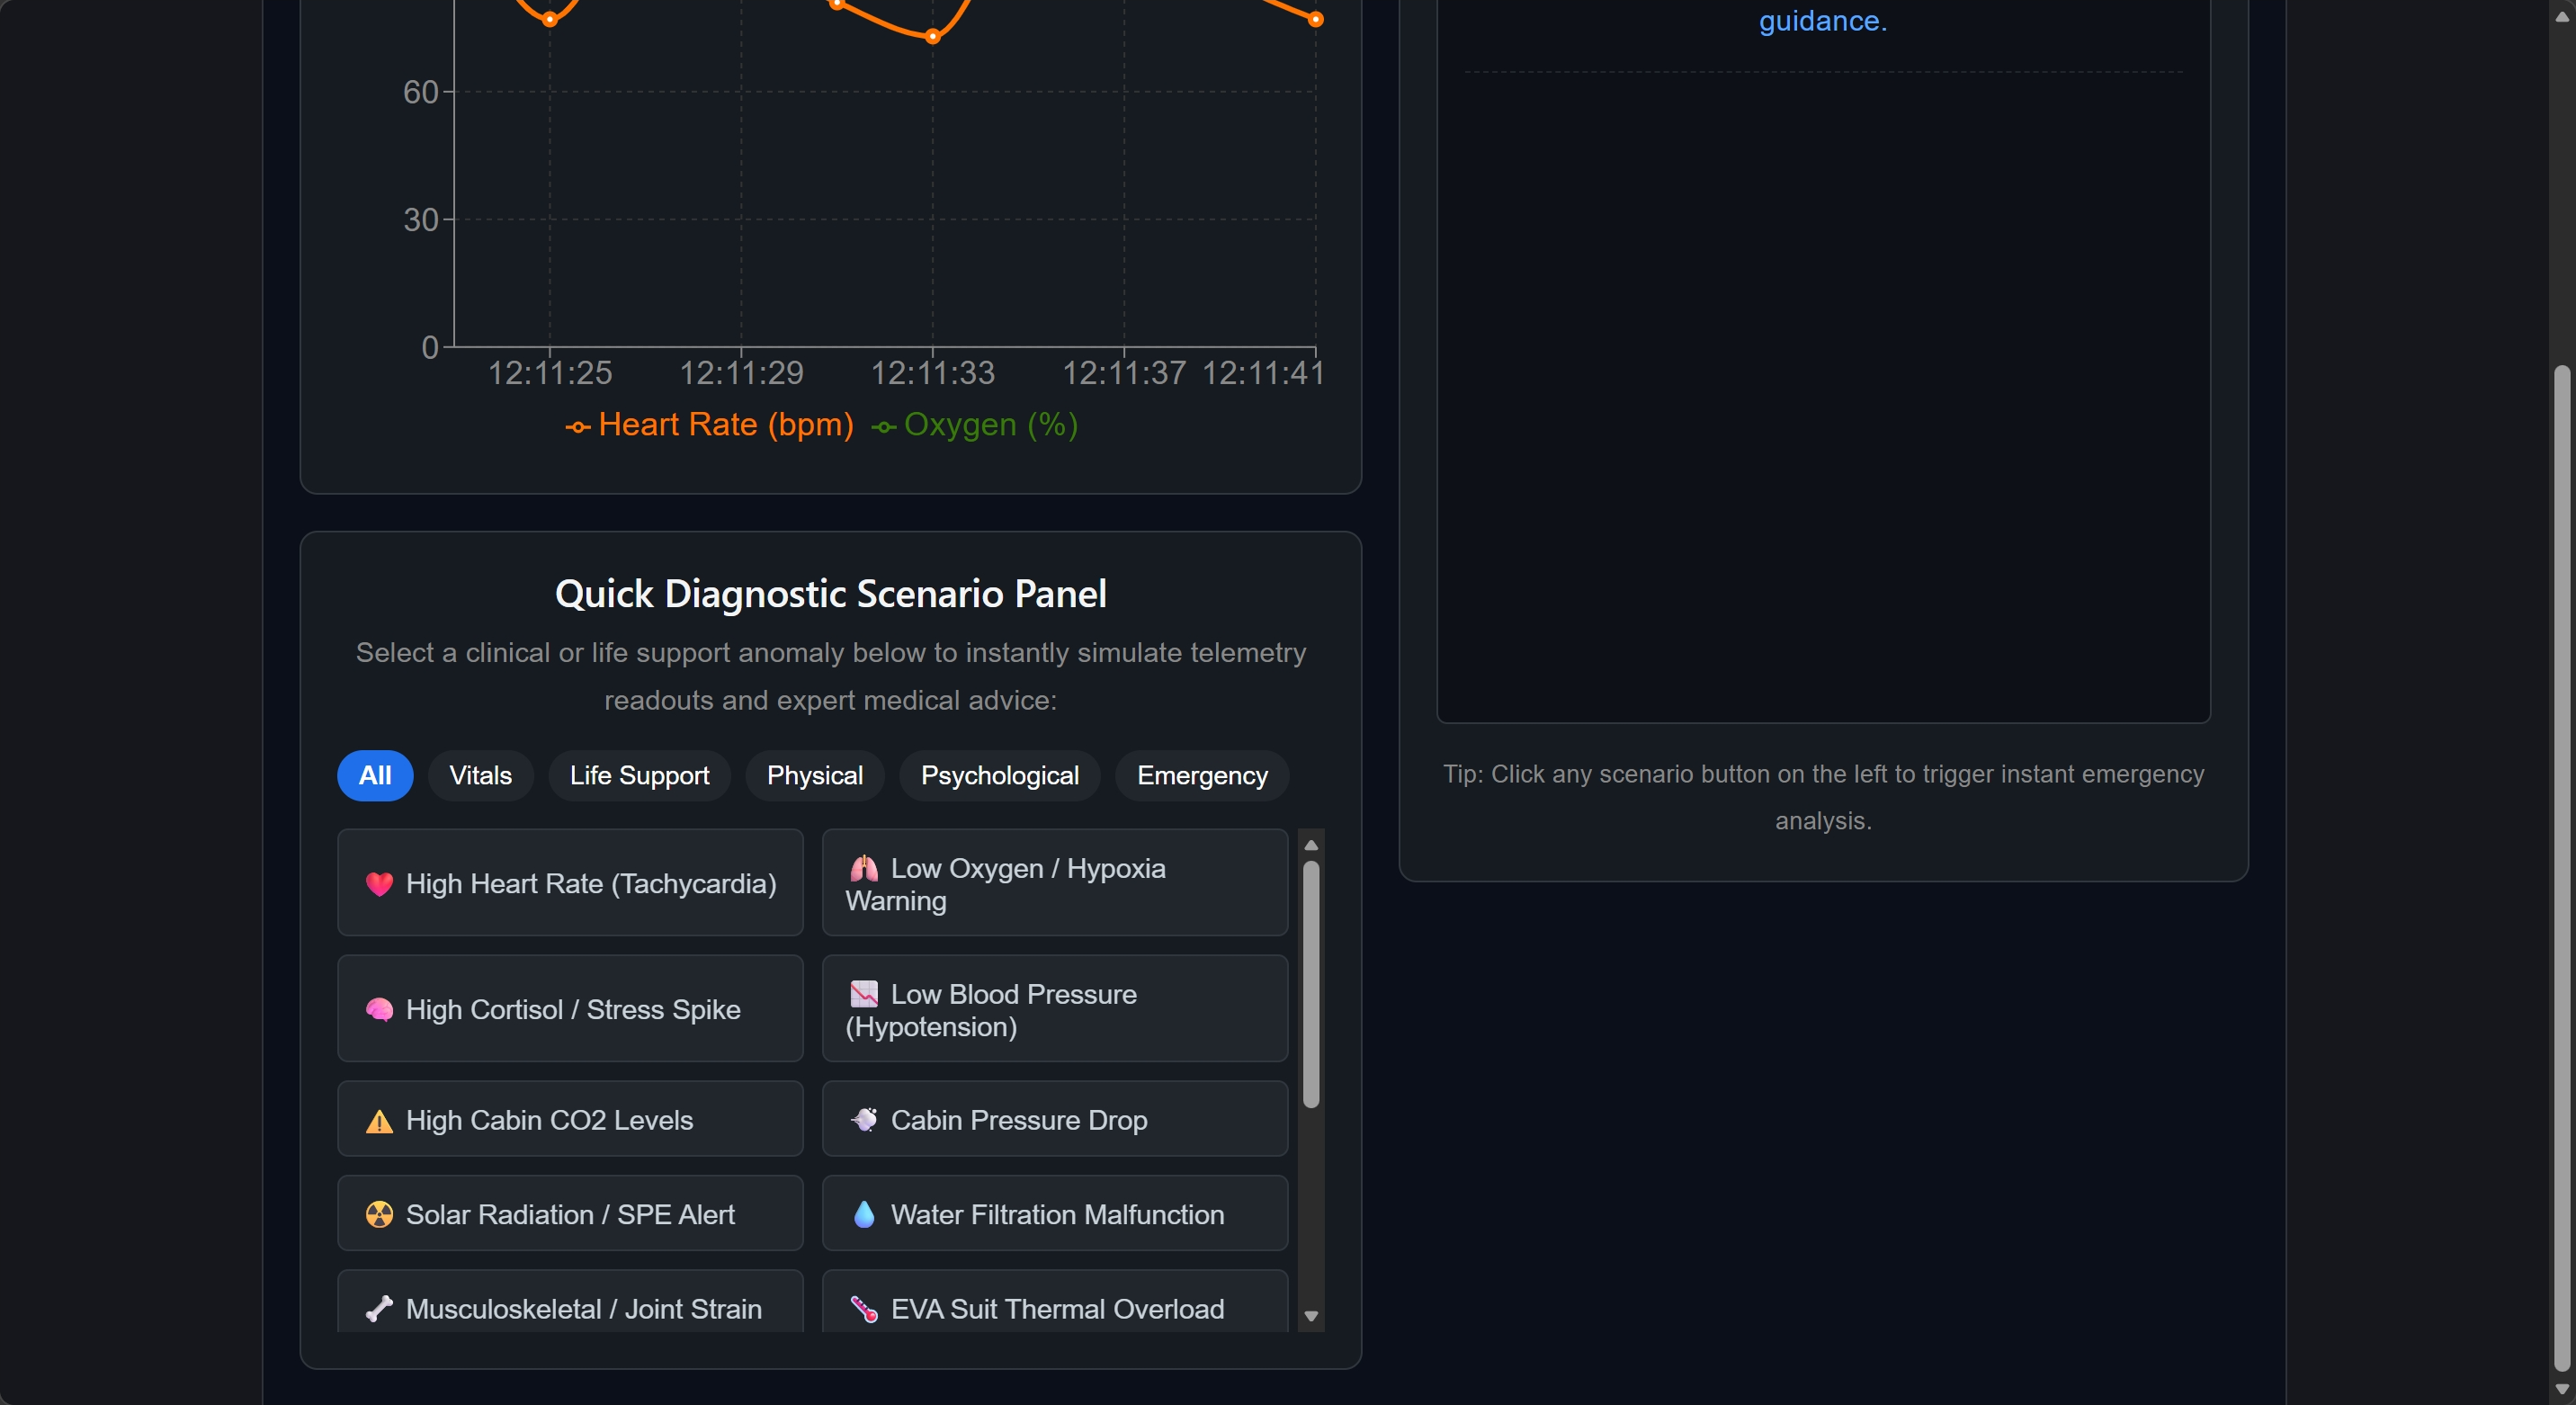 guidance.
60
30
0
12:11:25 12:11:29 12:11:33 12:11:37 12:11:41
Heart Rate (bpm) Oxygen (%)
Quick Diagnostic Scenario Panel
Select a clinical or life support anomaly below to instantly simulate telemetry
readouts and expert medical advice:
All Vitals Life Support Physical Psychological Emergency
High Heart Rate (Tachycardia)
Low Oxygen / Hypoxia
Warning
High Cortisol / Stress Spike
Low Blood Pressure
(Hypotension)
High Cabin CO2 Levels
Cabin Pressure Drop
Solar Radiation / SPE Alert
Water Filtration Malfunction
Musculoskeletal / Joint Strain
EVA Suit Thermal Overload
Tip: Click any scenario button on the left to trigger instant emergency
analysis.